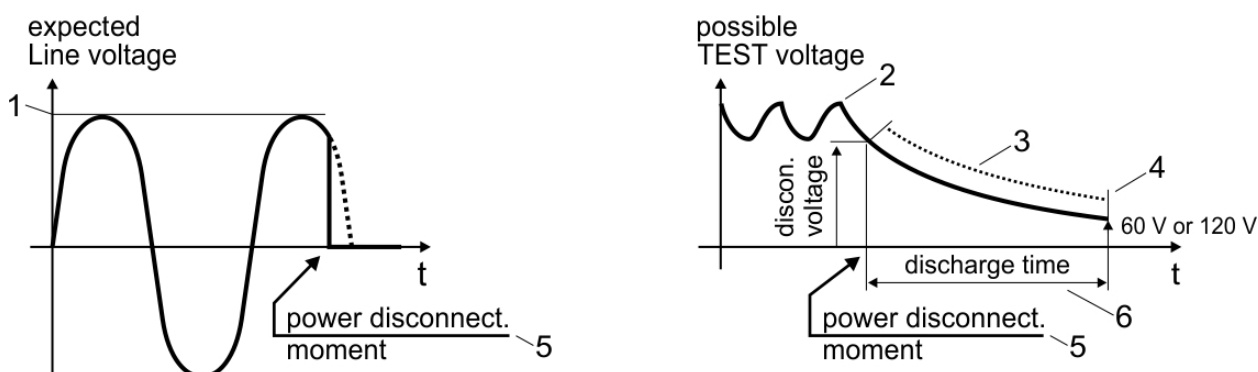 expected
Line voltage
1
t
power disconnect.
moment
5
possible
TEST voltage
2
3
4
discon.
voltage
60 V or 120 V
discharge time
t
6
power disconnect.
moment
5